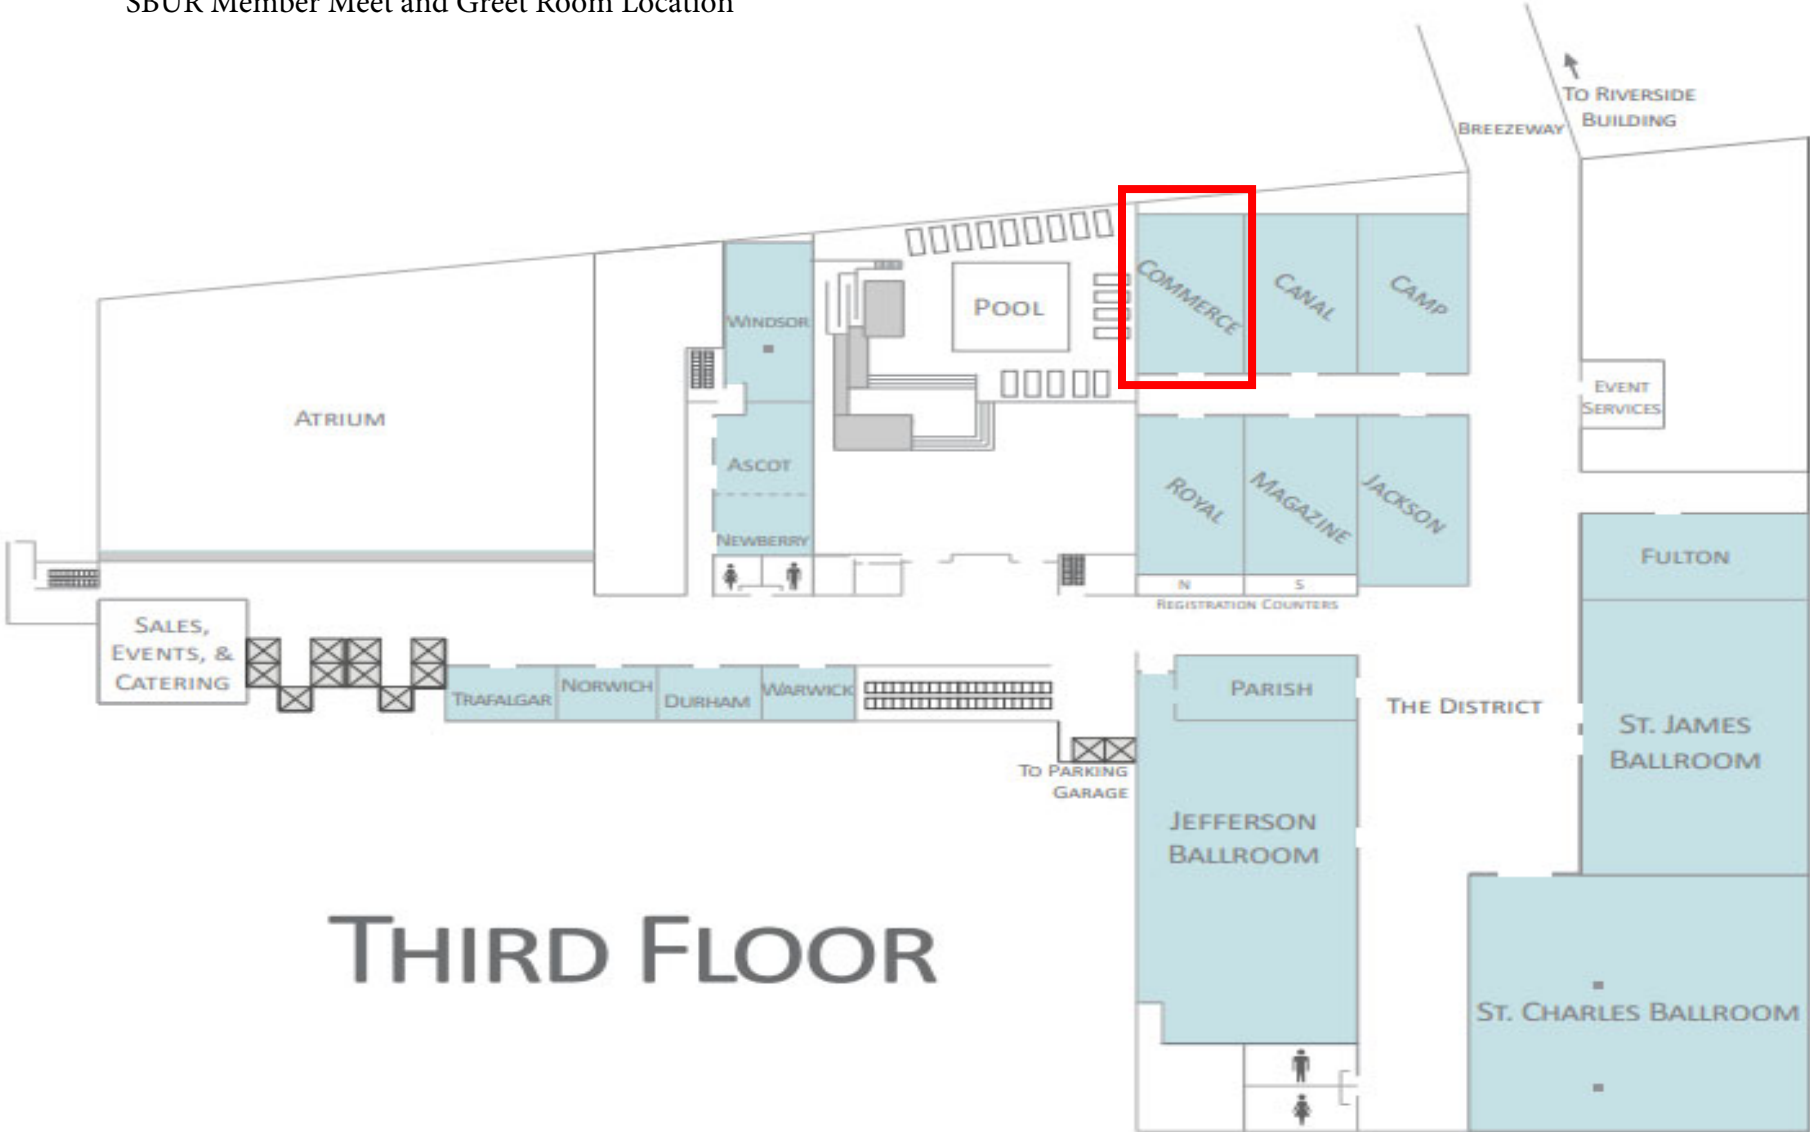 SBUR Member Meet and Greet Room Location
TO RIVERSIDE
BUILDING
BREEZEWAY
COMMERCE
CANAL
CAMP
WINDSOR
POOL
EVENT
SERVICES
ATRIUM
ASCOT
ROYAL
MAGAZINE
JACKSON
NEWBERRY
FULTON
N
S
REGISTRATION COUNTERS
SALES,
EVENTS, &
CATERING
TRAFALGAR
NORWICH
DURHAM
WARWICK
PARISH
THE DISTRICT
ST. JAMES
BALLROOM
TO PARKING
GARAGE
JEFFERSON
BALLROOM
THIRD FLOOR
ST. CHARLES BALLROOM